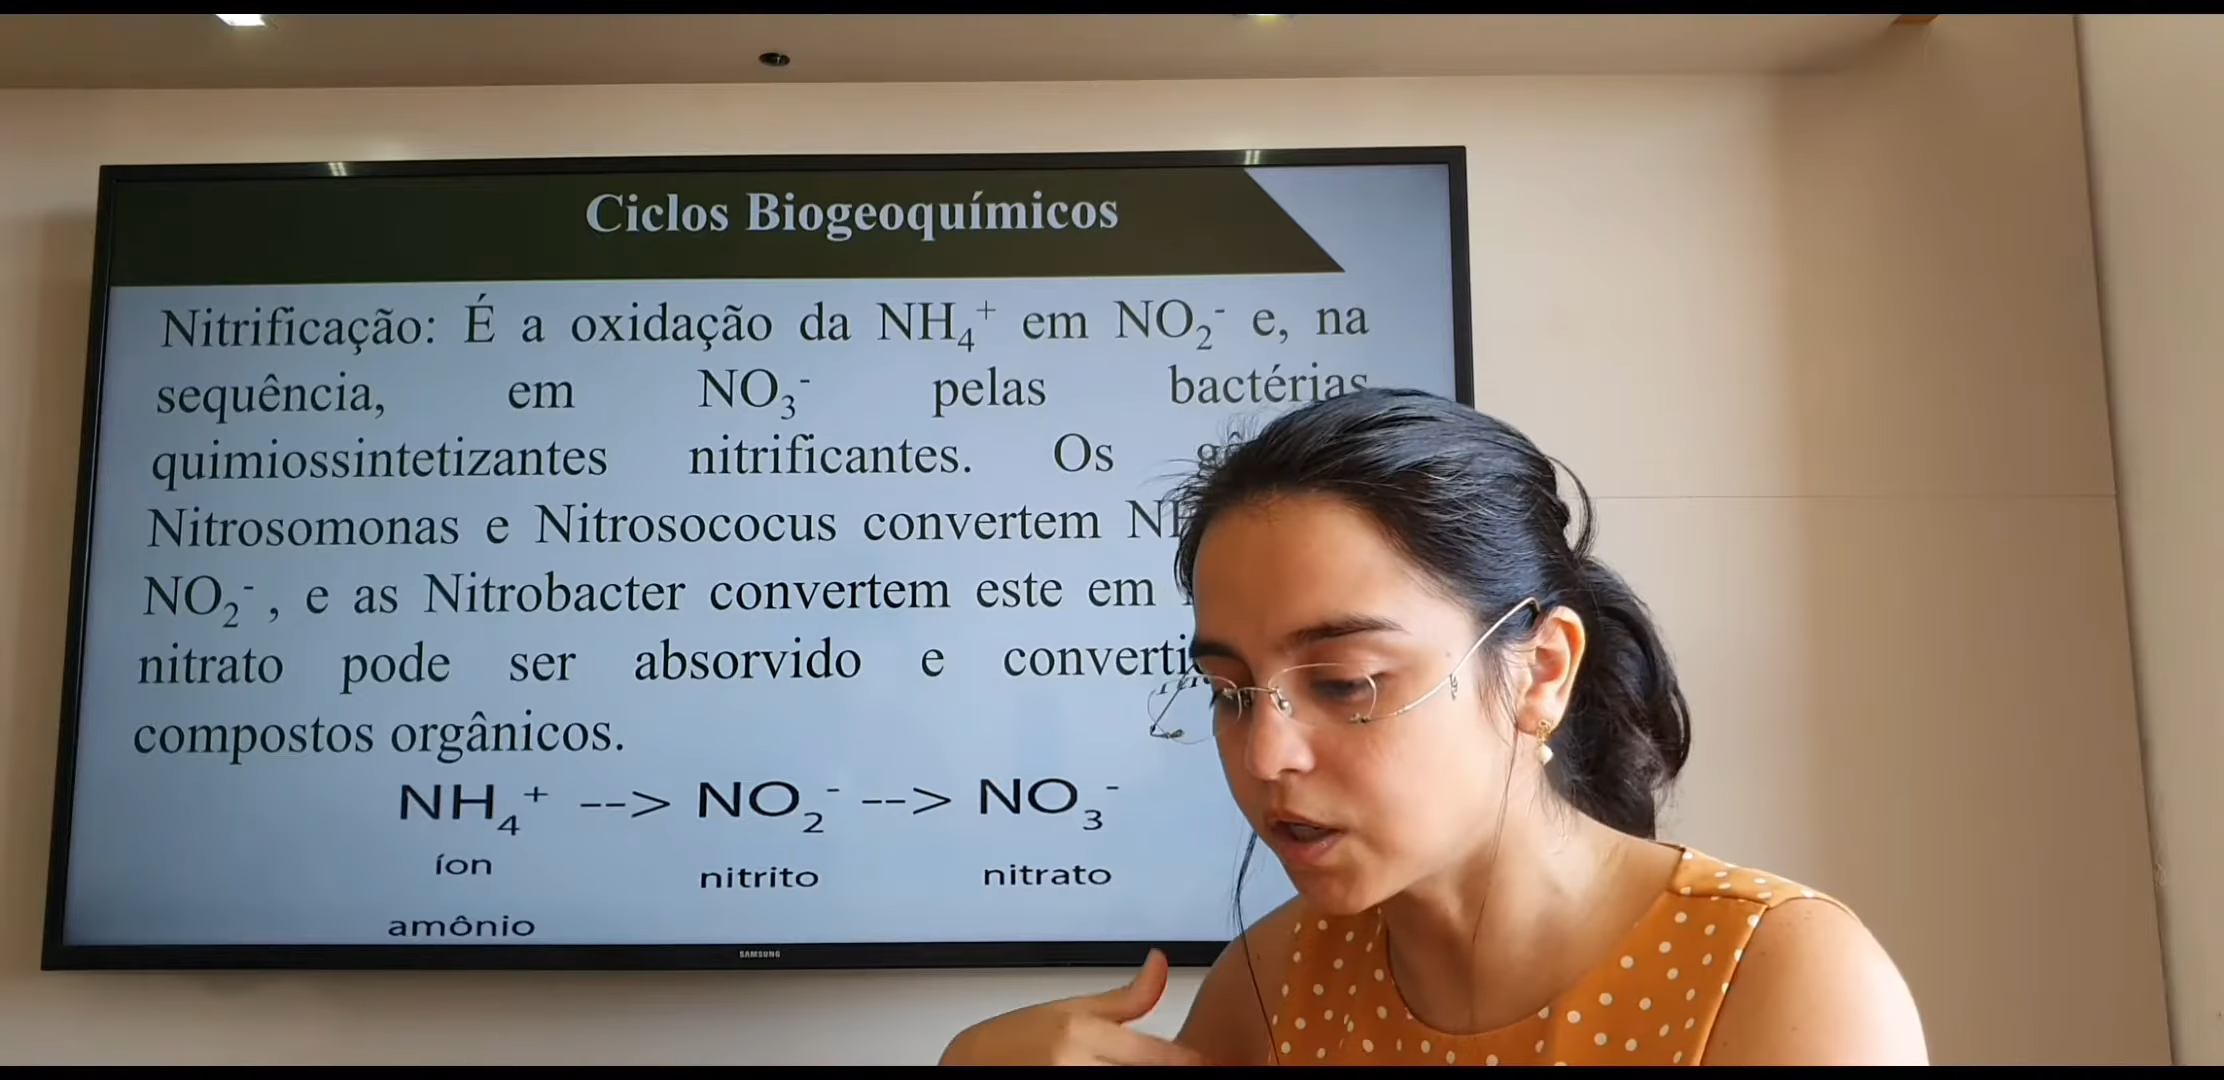 Ciclos Biogeoquímicos
Nitrificação: É a oxidação da NH₄⁺ em NO₂⁻ e, na
sequência, em NO₃⁻ pelas bactérias
quimiossintetizantes nitrificantes. Os
Nitrosomonas e Nitrosococus convertem
NO₂⁻, e as Nitrobacter convertem este em
nitrato pode ser absorvido e
compostos orgânicos.
NH₄⁺ --> NO₂⁻ --> NO₃⁻
íon nitrito nitrato
amônio
SAMSUNG